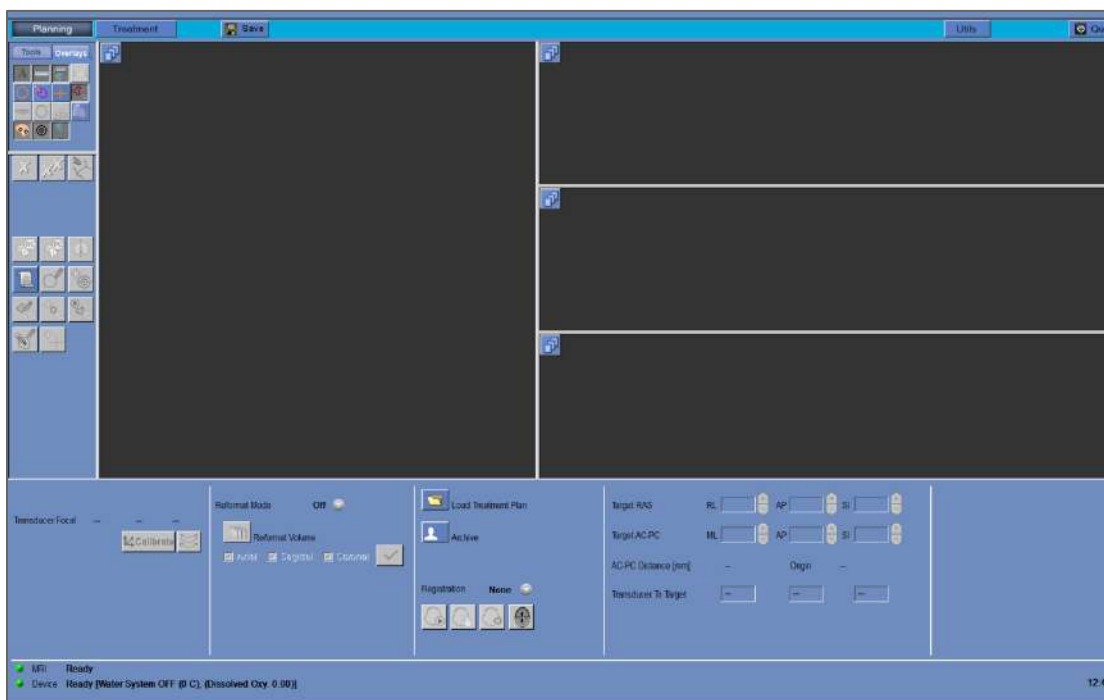 Planning Treatment Save Utils
Tools Overlays
Transducer Focal -- -- --
Calibrate
Reformat Mode Off
Reformat Volume
Axial Sagittal Coronal
Load Treatment Plan
Archive
Registration None
Target RAS RL AP SI
Target AC-PC ML AP SI
AC-PC Distance [mm] -- Origin --
Transducer To Target -- -- --
MRI Ready
Device Ready [Water System OFF (0 C), (Dissolved Oxy. 0.00)]